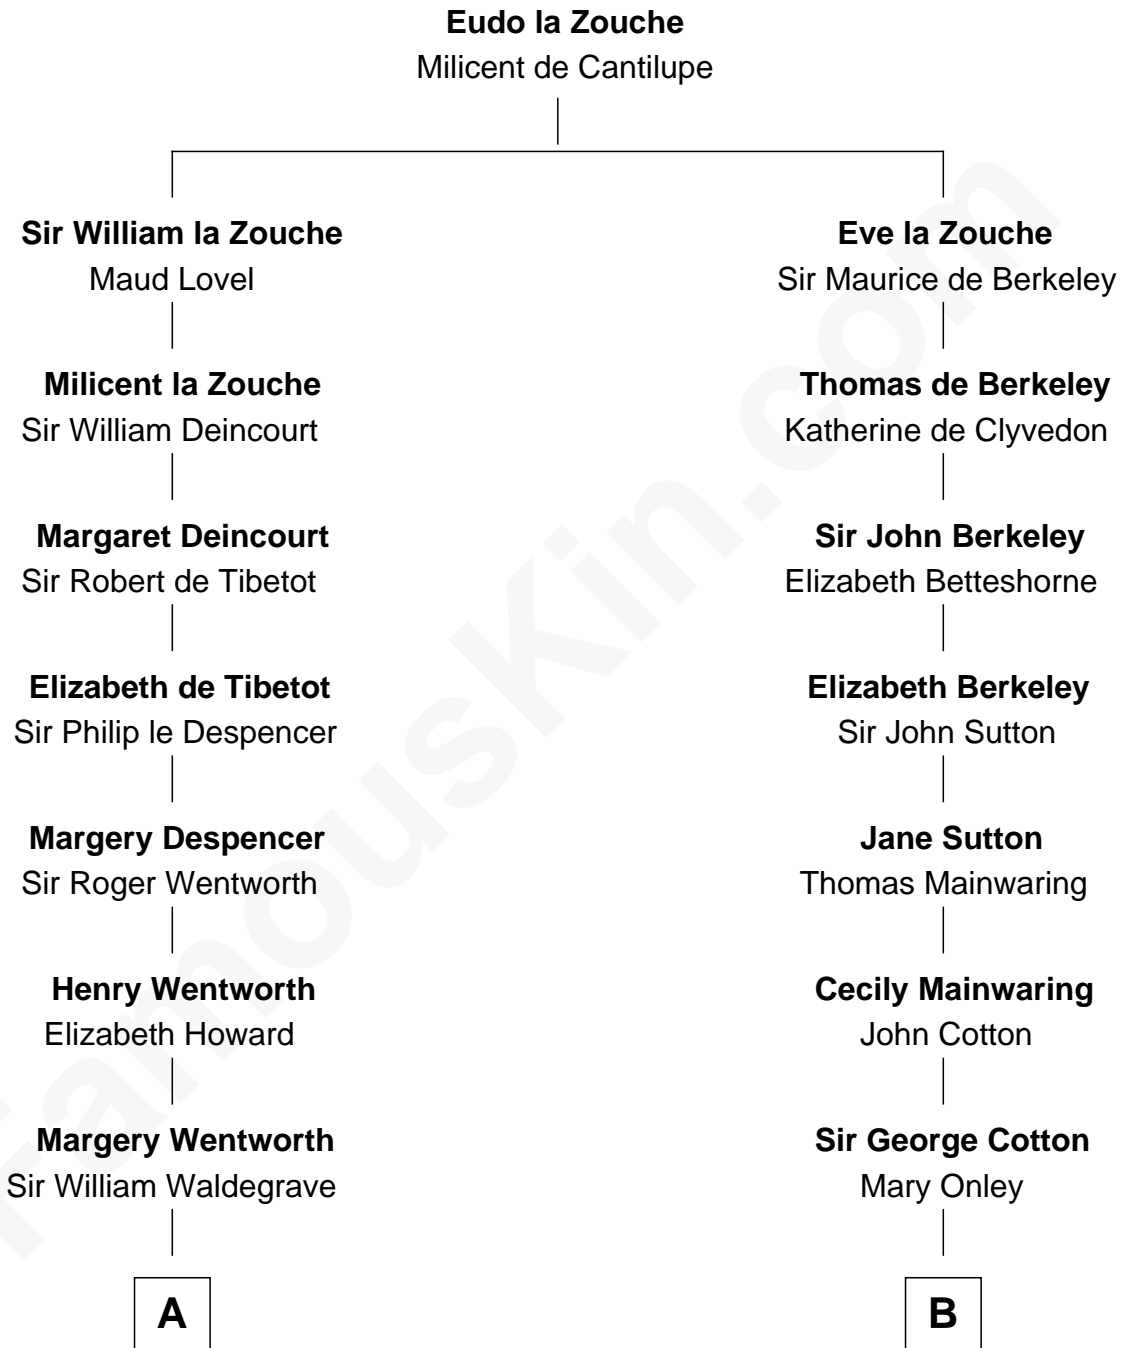 Eudo la Zouche
Milicent de Cantilupe
Sir William la Zouche
Maud Lovel
Milicent la Zouche
Sir William Deincourt
Margaret Deincourt
Sir Robert de Tibetot
Elizabeth de Tibetot
Sir Philip le Despencer
Margery Despencer
Sir Roger Wentworth
Henry Wentworth
Elizabeth Howard
Margery Wentworth
Sir William Waldegrave
A
Eve la Zouche
Sir Maurice de Berkeley
Thomas de Berkeley
Katherine de Clyvedon
Sir John Berkeley
Elizabeth Betteshorne
Elizabeth Berkeley
Sir John Sutton
Jane Sutton
Thomas Mainwaring
Cecily Mainwaring
John Cotton
Sir George Cotton
Mary Onley
B
FamousKin.com